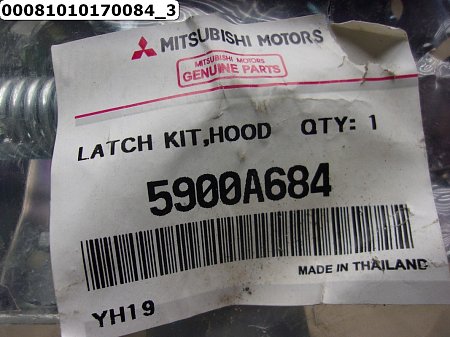 00081010170084_3
MITSUBISHI MOTORS
MITSUBISHI MOTORS
GENUINE PARTS
LATCH KIT,HOOD QTY: 1
5900A684
MADE IN THAILAND
YH19